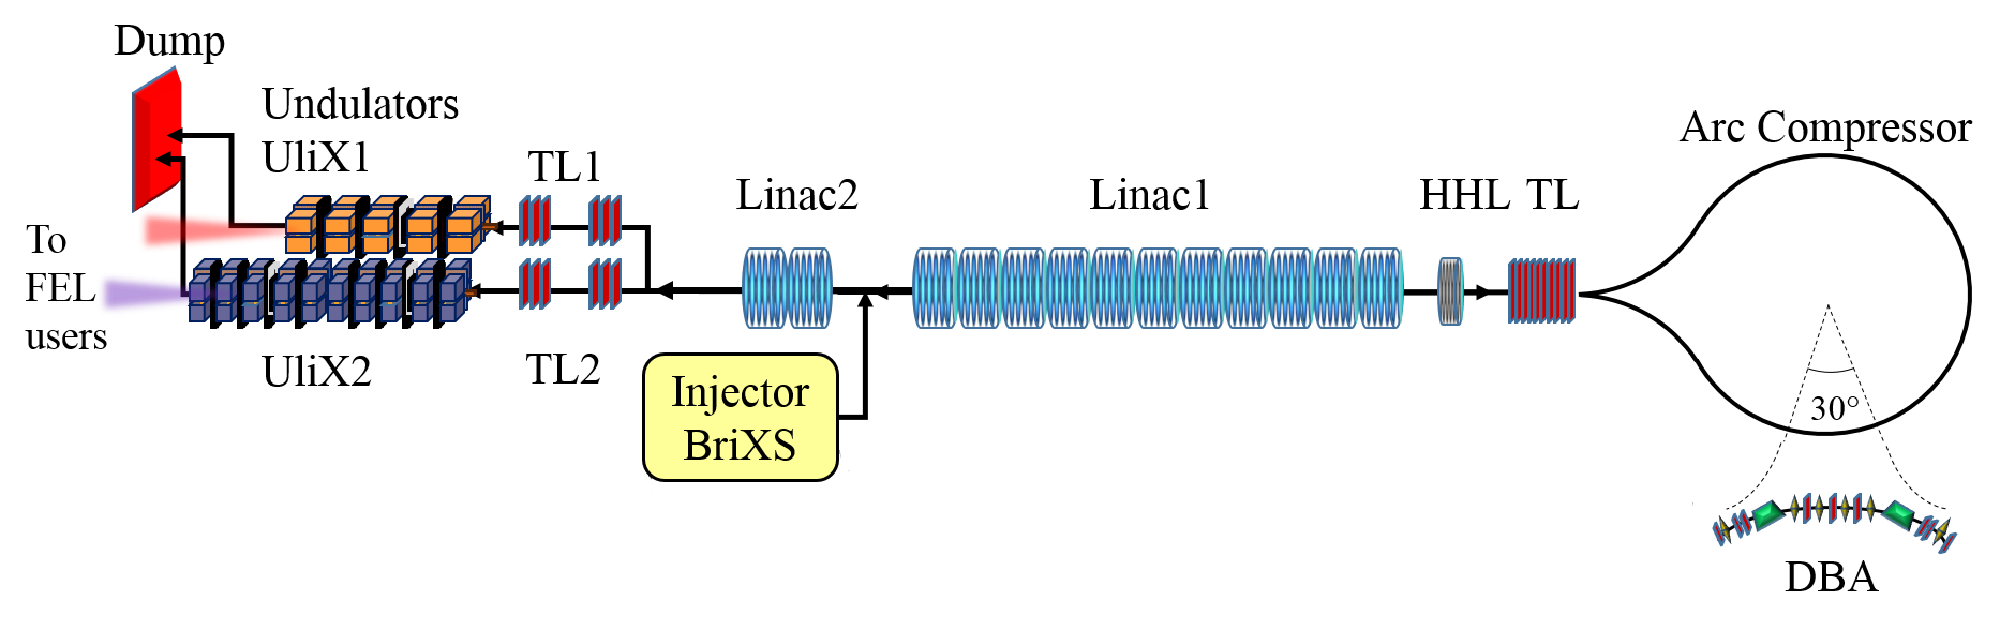 Dump
Undulators
UliX1
TL1
Linac2
Linac1
HHL TL
Arc Compressor
To
FEL
users
UliX2
TL2
Injector
BriXS
30°
DBA